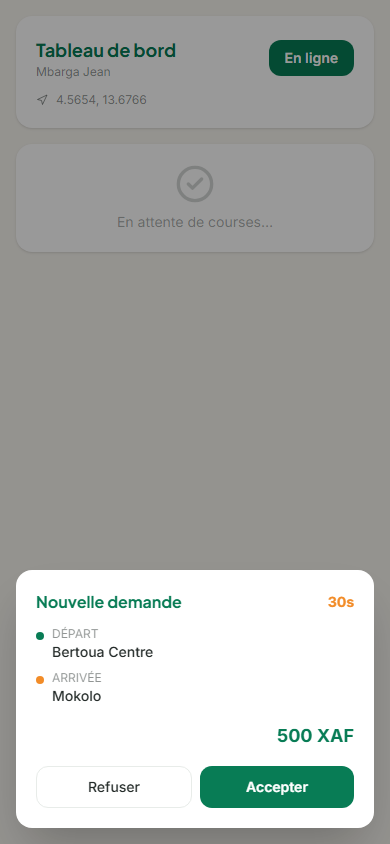 Tableau de bord
Mbarga Jean
En ligne
4.5654, 13.6766
En attente de courses...
Nouvelle demande
30s
DÉPART
Bertoua Centre
ARRIVÉE
Mokolo
500 XAF
Refuser
Accepter